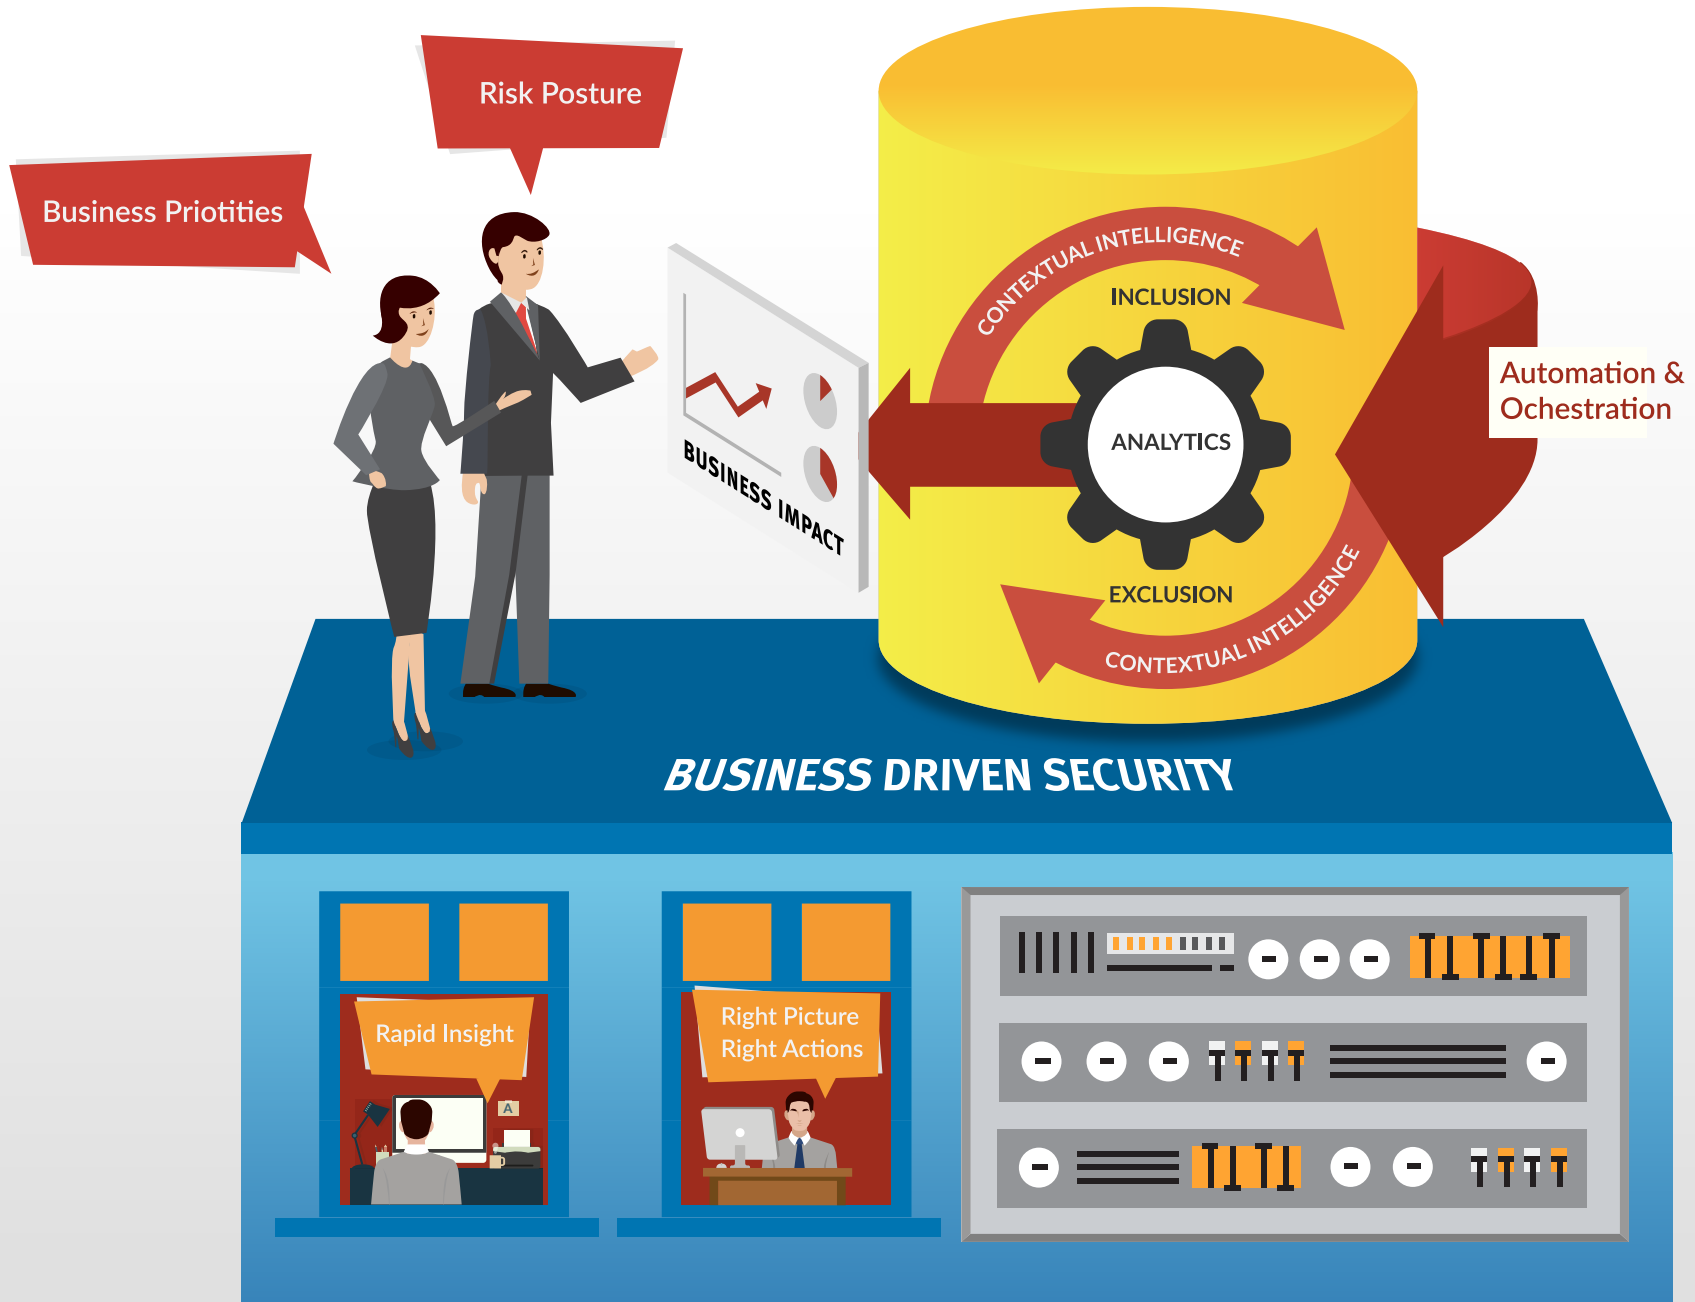 Risk Posture
Business Priotities
CONTEXTUAL INTELLIGENCE
INCLUSION
ANALYTICS
EXCLUSION
CONTEXTUAL INTELLIGENCE
Automation &
Ochestration
BUSINESS IMPACT
BUSINESS DRIVEN SECURITY
Rapid Insight
A
Right Picture
Right Actions